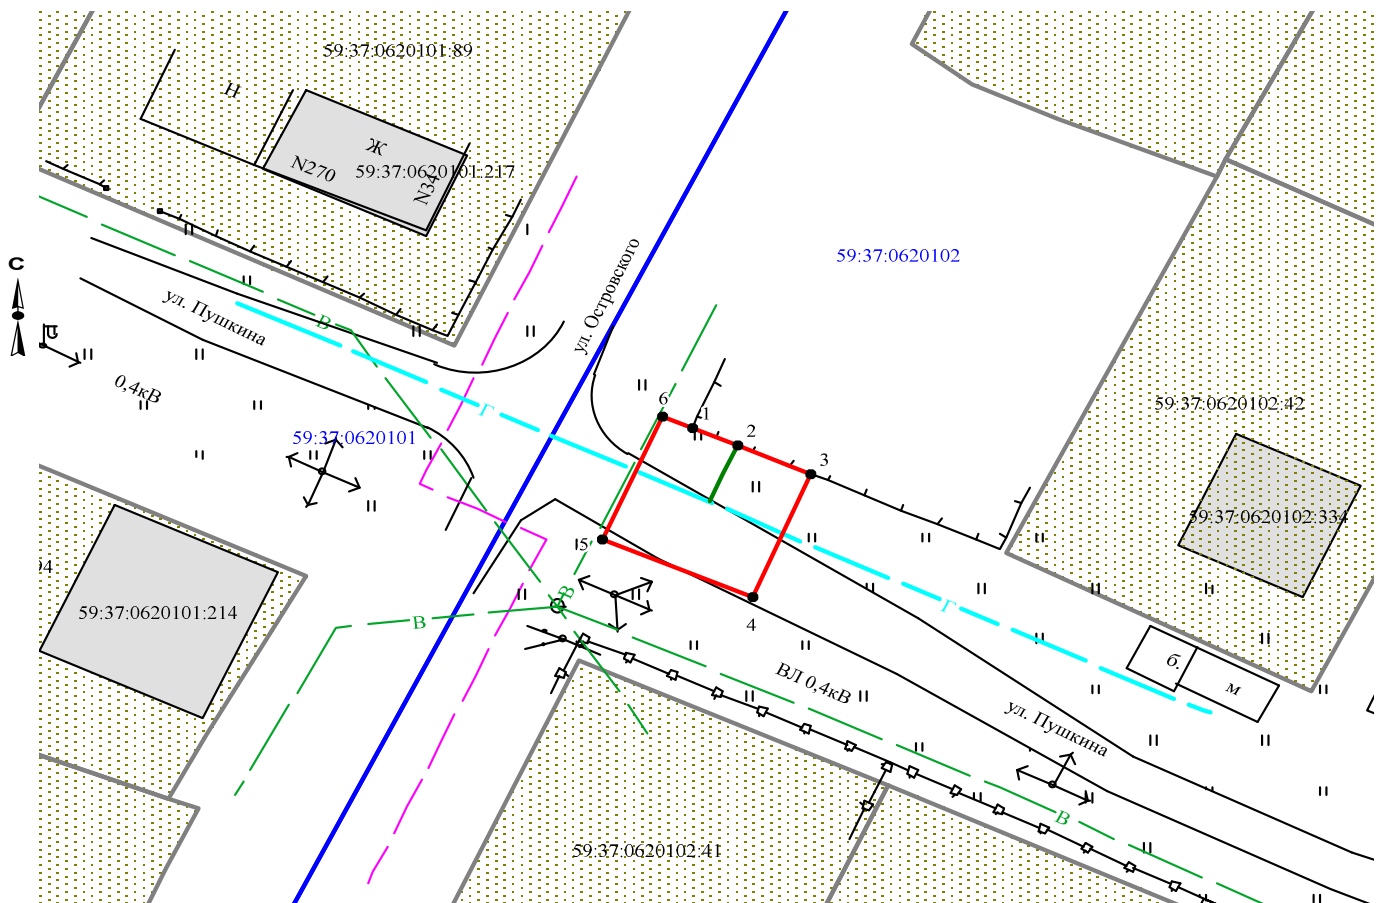 59:37:0620101:89
Н
Ж
N270
59:37:0620101:217
N34
59:37:0620102
С
ул. Островского
ул. Пушкина
В
0,4кВ
Г
59:37:0620101
6
1
2
3
59:37:0620102:42
59:37:0620102:334
5
94
4
59:37:0620101:214
В
В
В
Г
б.
м
ВЛ 0,4кВ
ул. Пушкина
В
59:37:0620102:41